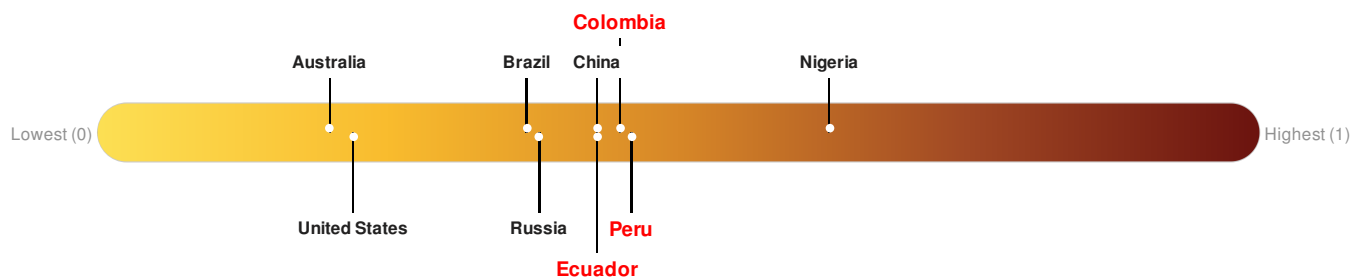 Colombia
Australia
Brazil
China
Nigeria
Lowest (0)
Highest (1)
United States
Russia
Peru
Ecuador